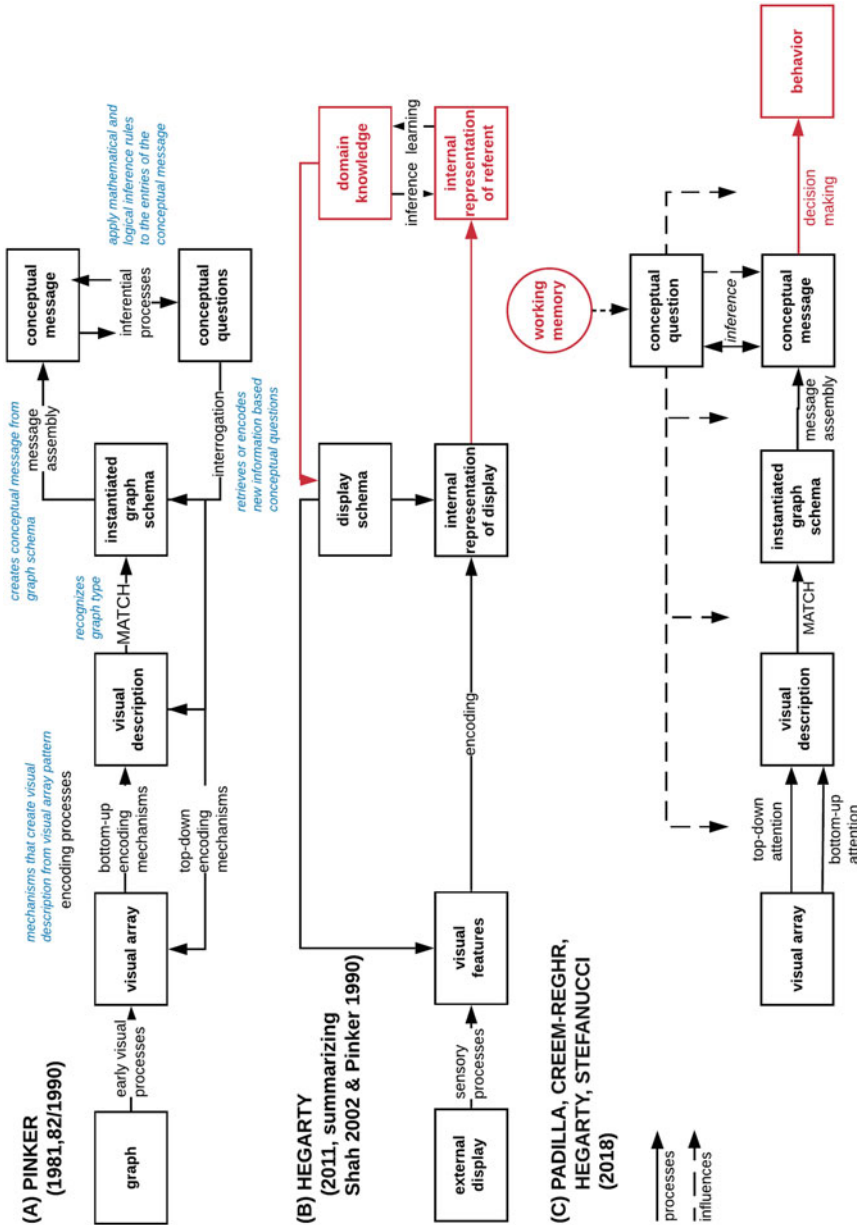 (A) PINKER
(1981,82/1990)
graph
early visual
processes
visual array
mechanisms that create visual
description from visual array pattern
encoding processes
bottom-up
encoding
mechanisms
top-down
encoding
mechanisms
visual
description
recognizes
graph type
MATCH
instantiated
graph
schema
creates conceptual message from
graph schema
message
assembly
conceptual
message
inferential
processes
apply mathematical and
logical inference rules
to the entries of the
conceptual message
conceptual
questions
interrogation
retrieves or encodes
new information based
conceptual questions
(B) HEGARTY
(2011, summarizing
Shah 2002 & Pinker 1990)
external
display
sensory
processes
visual
features
encoding
display
schema
internal
representation
of display
domain
knowledge
inference
learning
internal
representation
of referent
(C) PADILLA, CREEM-REGHR,
HEGARTY, STEFANUCCI
(2018)
processes
influences
visual array
top-down
attention
bottom-up
attention
visual
description
MATCH
instantiated
graph
schema
message
assembly
working
memory
conceptual
question
inference
conceptual
message
decision
making
behavior